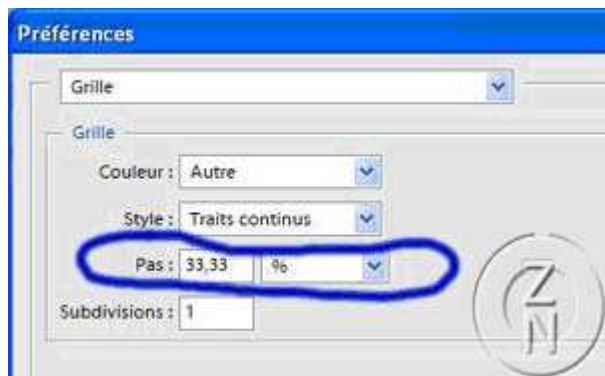 Préférences
Grille
Grille
Couleur : Autre
Style : Traits continus
Pas : 33,33 %
Subdivisions : 1
Z
N